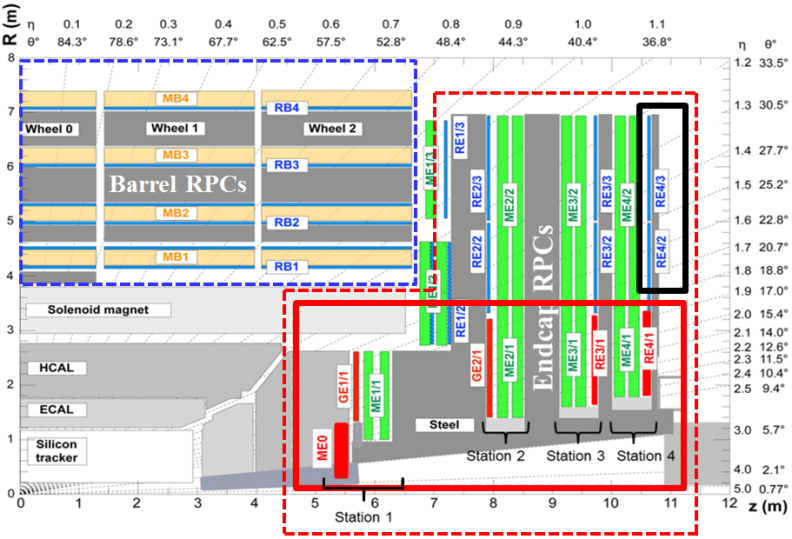 R (m)
η 0.1 0.2 0.3 0.4 0.5 0.6 0.7 0.8 0.9 1.0 1.1
θ° 84.3° 78.6° 73.1° 67.7° 62.5° 57.5° 52.8° 48.4° 44.3° 40.4° 36.8°
η θ°
8
7
6
5
4
3
2
1
0
1.2 33.5°
1.3 30.5°
1.4 27.7°
1.5 25.2°
1.6 22.8°
1.7 20.7°
1.8 18.8°
1.9 17.0°
2.0 15.4°
2.1 14.0°
2.2 12.6°
2.3 11.5°
2.4 10.4°
2.5 9.4°
3.0 5.7°
4.0 2.1°
5.0 0.77°
MB4
RB4
Wheel 0
Wheel 1
Wheel 2
MB3
RB3
Barrel RPCs
MB2
RB2
MB1
RB1
Solenoid magnet
HCAL
ECAL
Silicon
tracker
Steel
ME1/3
RE1/3
RE1/2
RE2/3
RE2/2
ME2/2
Endcap RPCs
ME3/2
RE3/3
RE3/2
ME4/2
RE4/3
RE4/2
ME0
GE1/1
ME1/1
GE2/1
ME2/1
ME3/1
RE3/1
ME4/1
RE4/1
Station 1
Station 2
Station 3
Station 4
0 1 2 3 4 5 6 7 8 9 10 11 12 z (m)